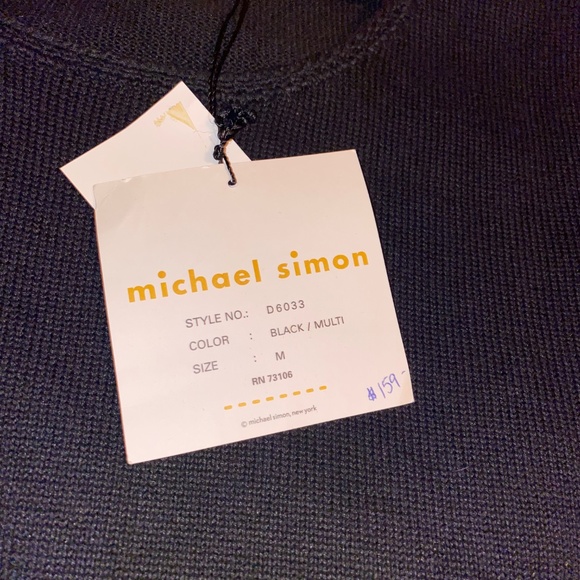 michael simon
STYLE NO.: D6033
COLOR : BLACK / MULTI
SIZE : M
RN 73106
$159-
© michael simon, new york